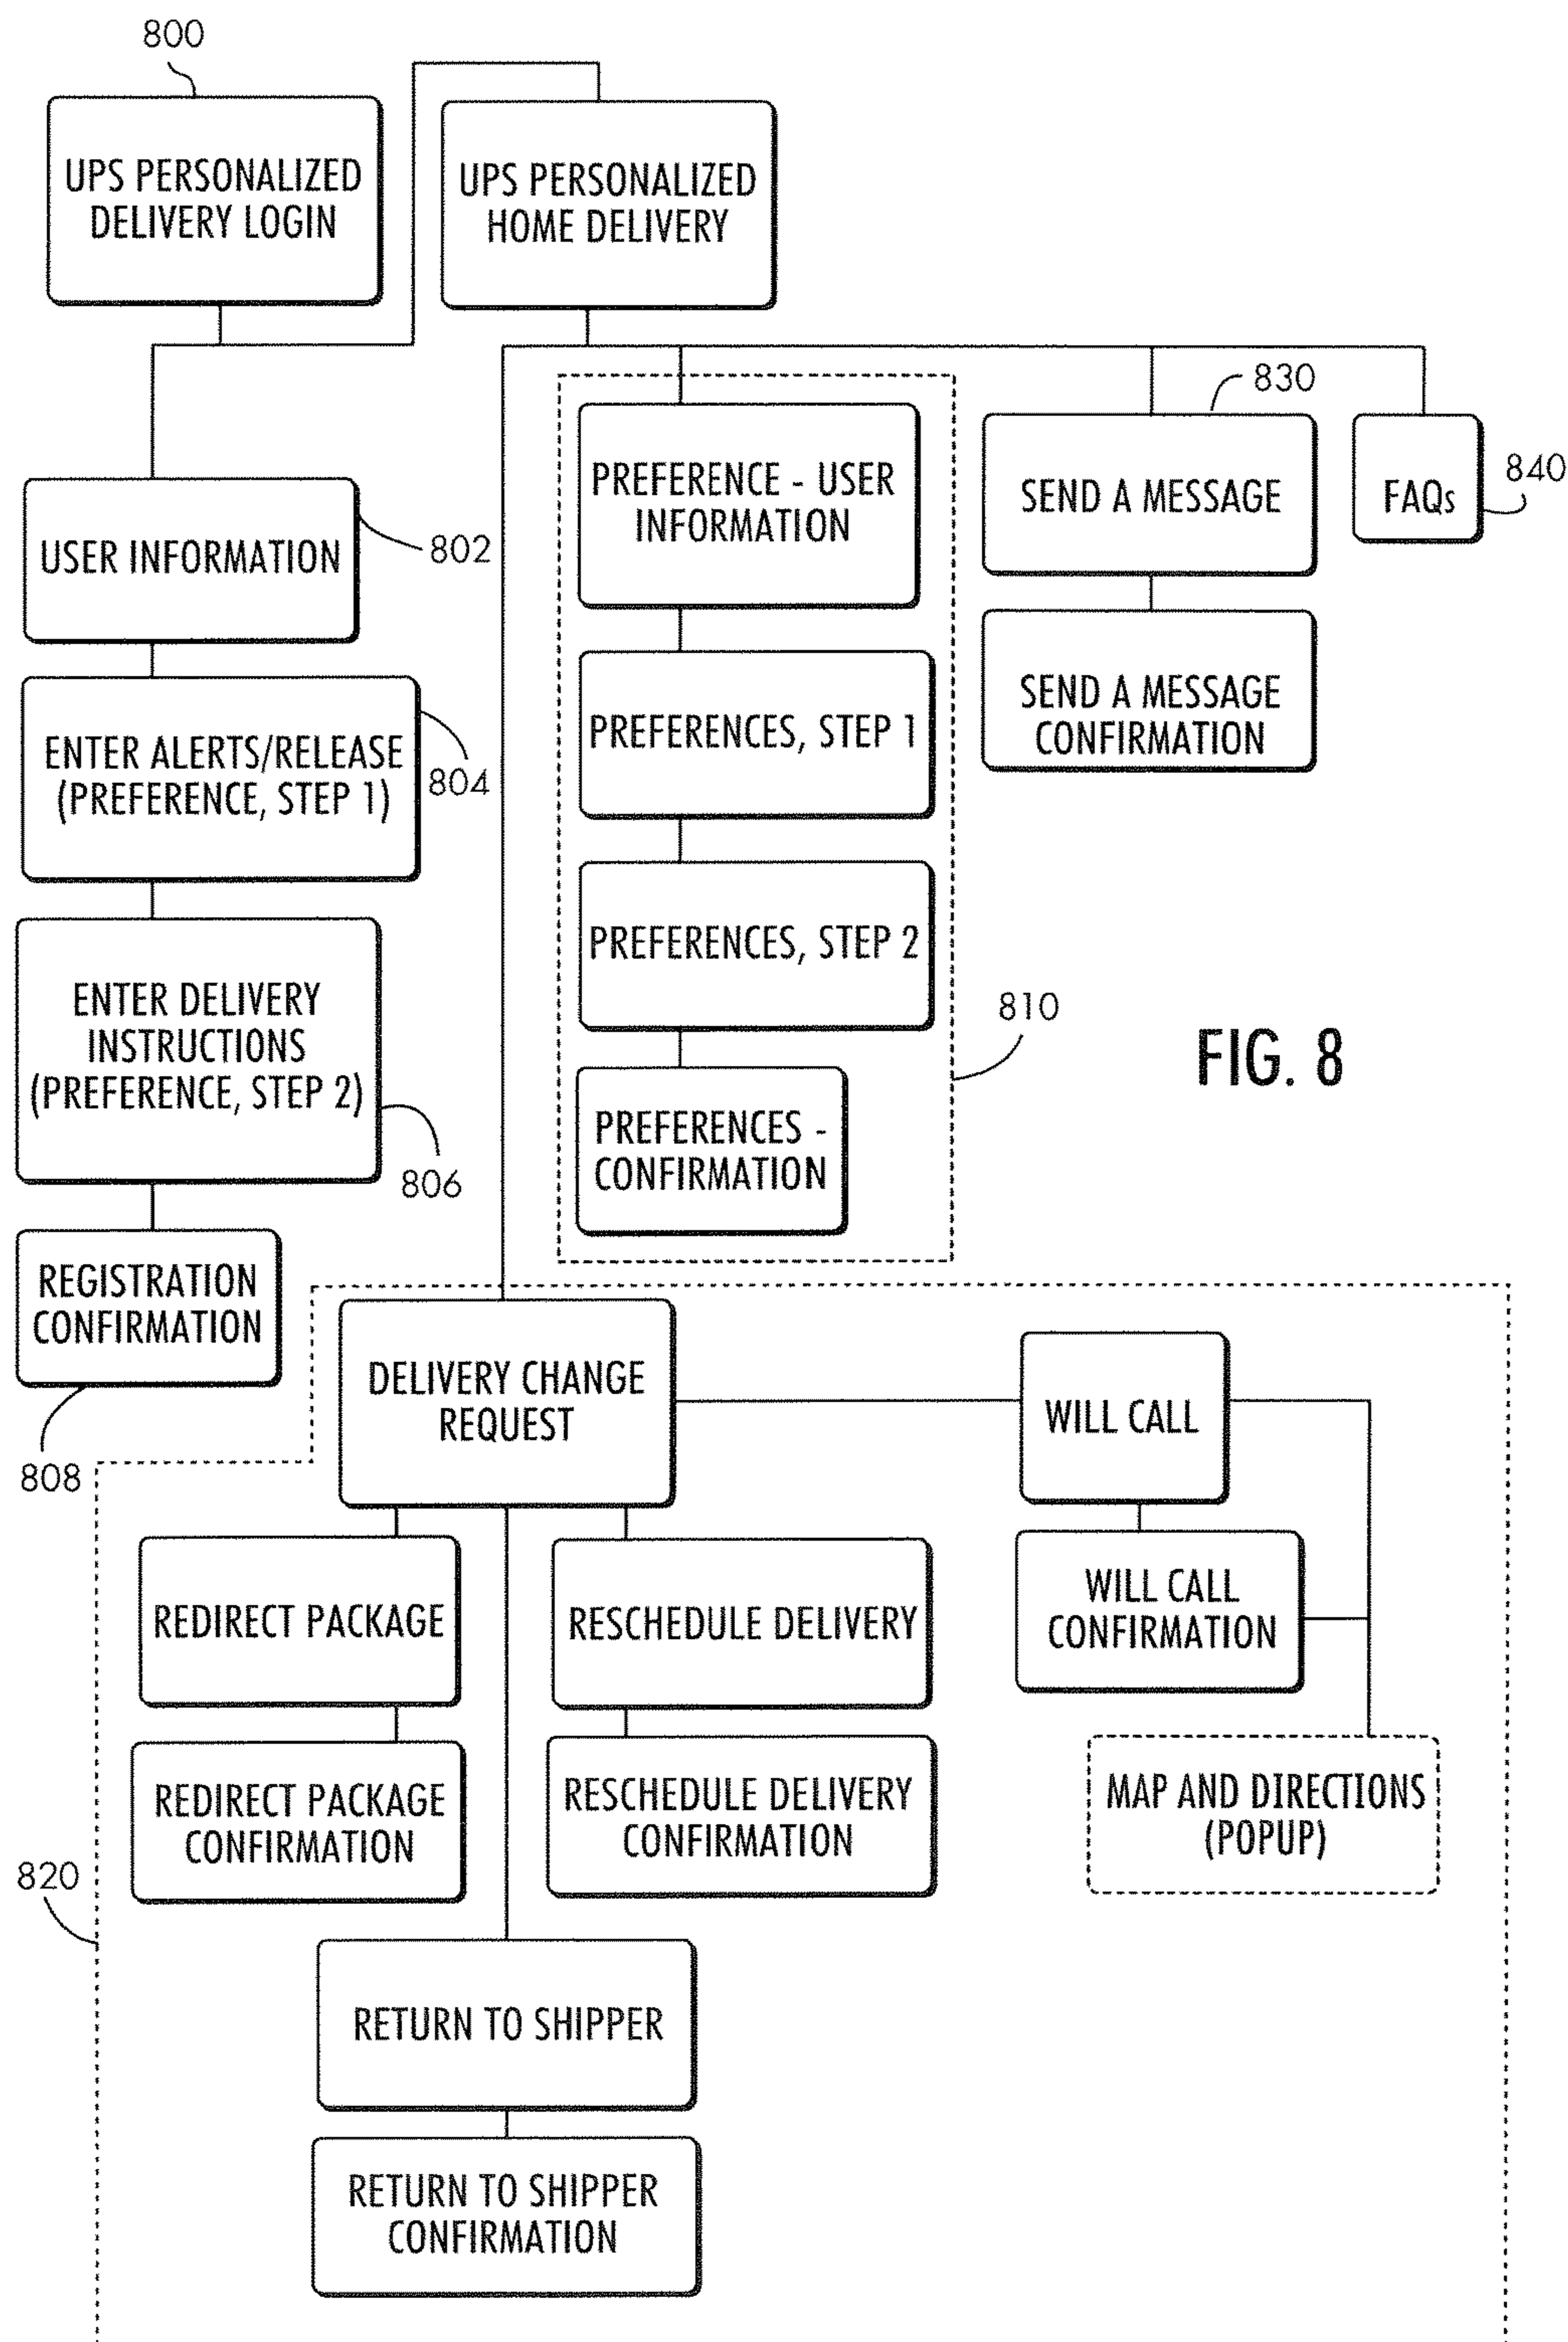 800
UPS PERSONALIZED
DELIVERY LOGIN
UPS PERSONALIZED
HOME DELIVERY
USER INFORMATION
802
ENTER ALERTS/RELEASE
(PREFERENCE, STEP 1)
804
ENTER DELIVERY
INSTRUCTIONS
(PREFERENCE, STEP 2)
806
REGISTRATION
CONFIRMATION
808
PREFERENCE - USER
INFORMATION
PREFERENCES, STEP 1
PREFERENCES, STEP 2
PREFERENCES -
CONFIRMATION
810
830
SEND A MESSAGE
SEND A MESSAGE
CONFIRMATION
FAQs
840
FIG. 8
DELIVERY CHANGE
REQUEST
WILL CALL
WILL CALL
CONFIRMATION
MAP AND DIRECTIONS
(POPUP)
REDIRECT PACKAGE
REDIRECT PACKAGE
CONFIRMATION
RESCHEDULE DELIVERY
RESCHEDULE DELIVERY
CONFIRMATION
820
RETURN TO SHIPPER
RETURN TO SHIPPER
CONFIRMATION